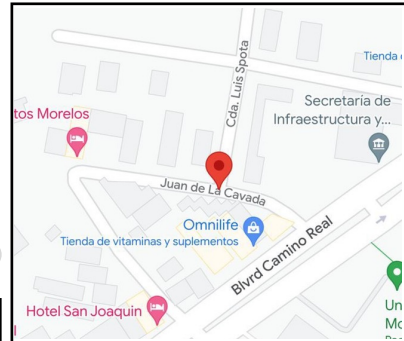 Tienda
Cda. Luis Spota
Secretaría de
Infraestructura y...
tos Morelos
Juan de La Cavada
Omnilife
Tienda de vitaminas y suplementos
Blvrd Camino Real
Hotel San Joaquin
Un
Mo